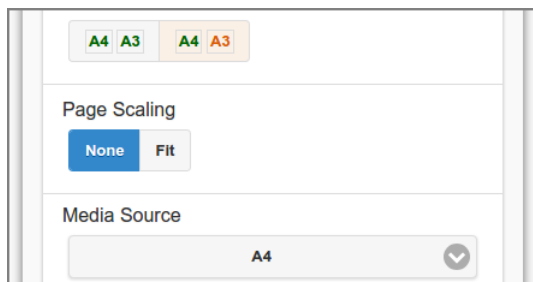 A4 A3 A4 A3
Page Scaling
None Fit
Media Source
A4